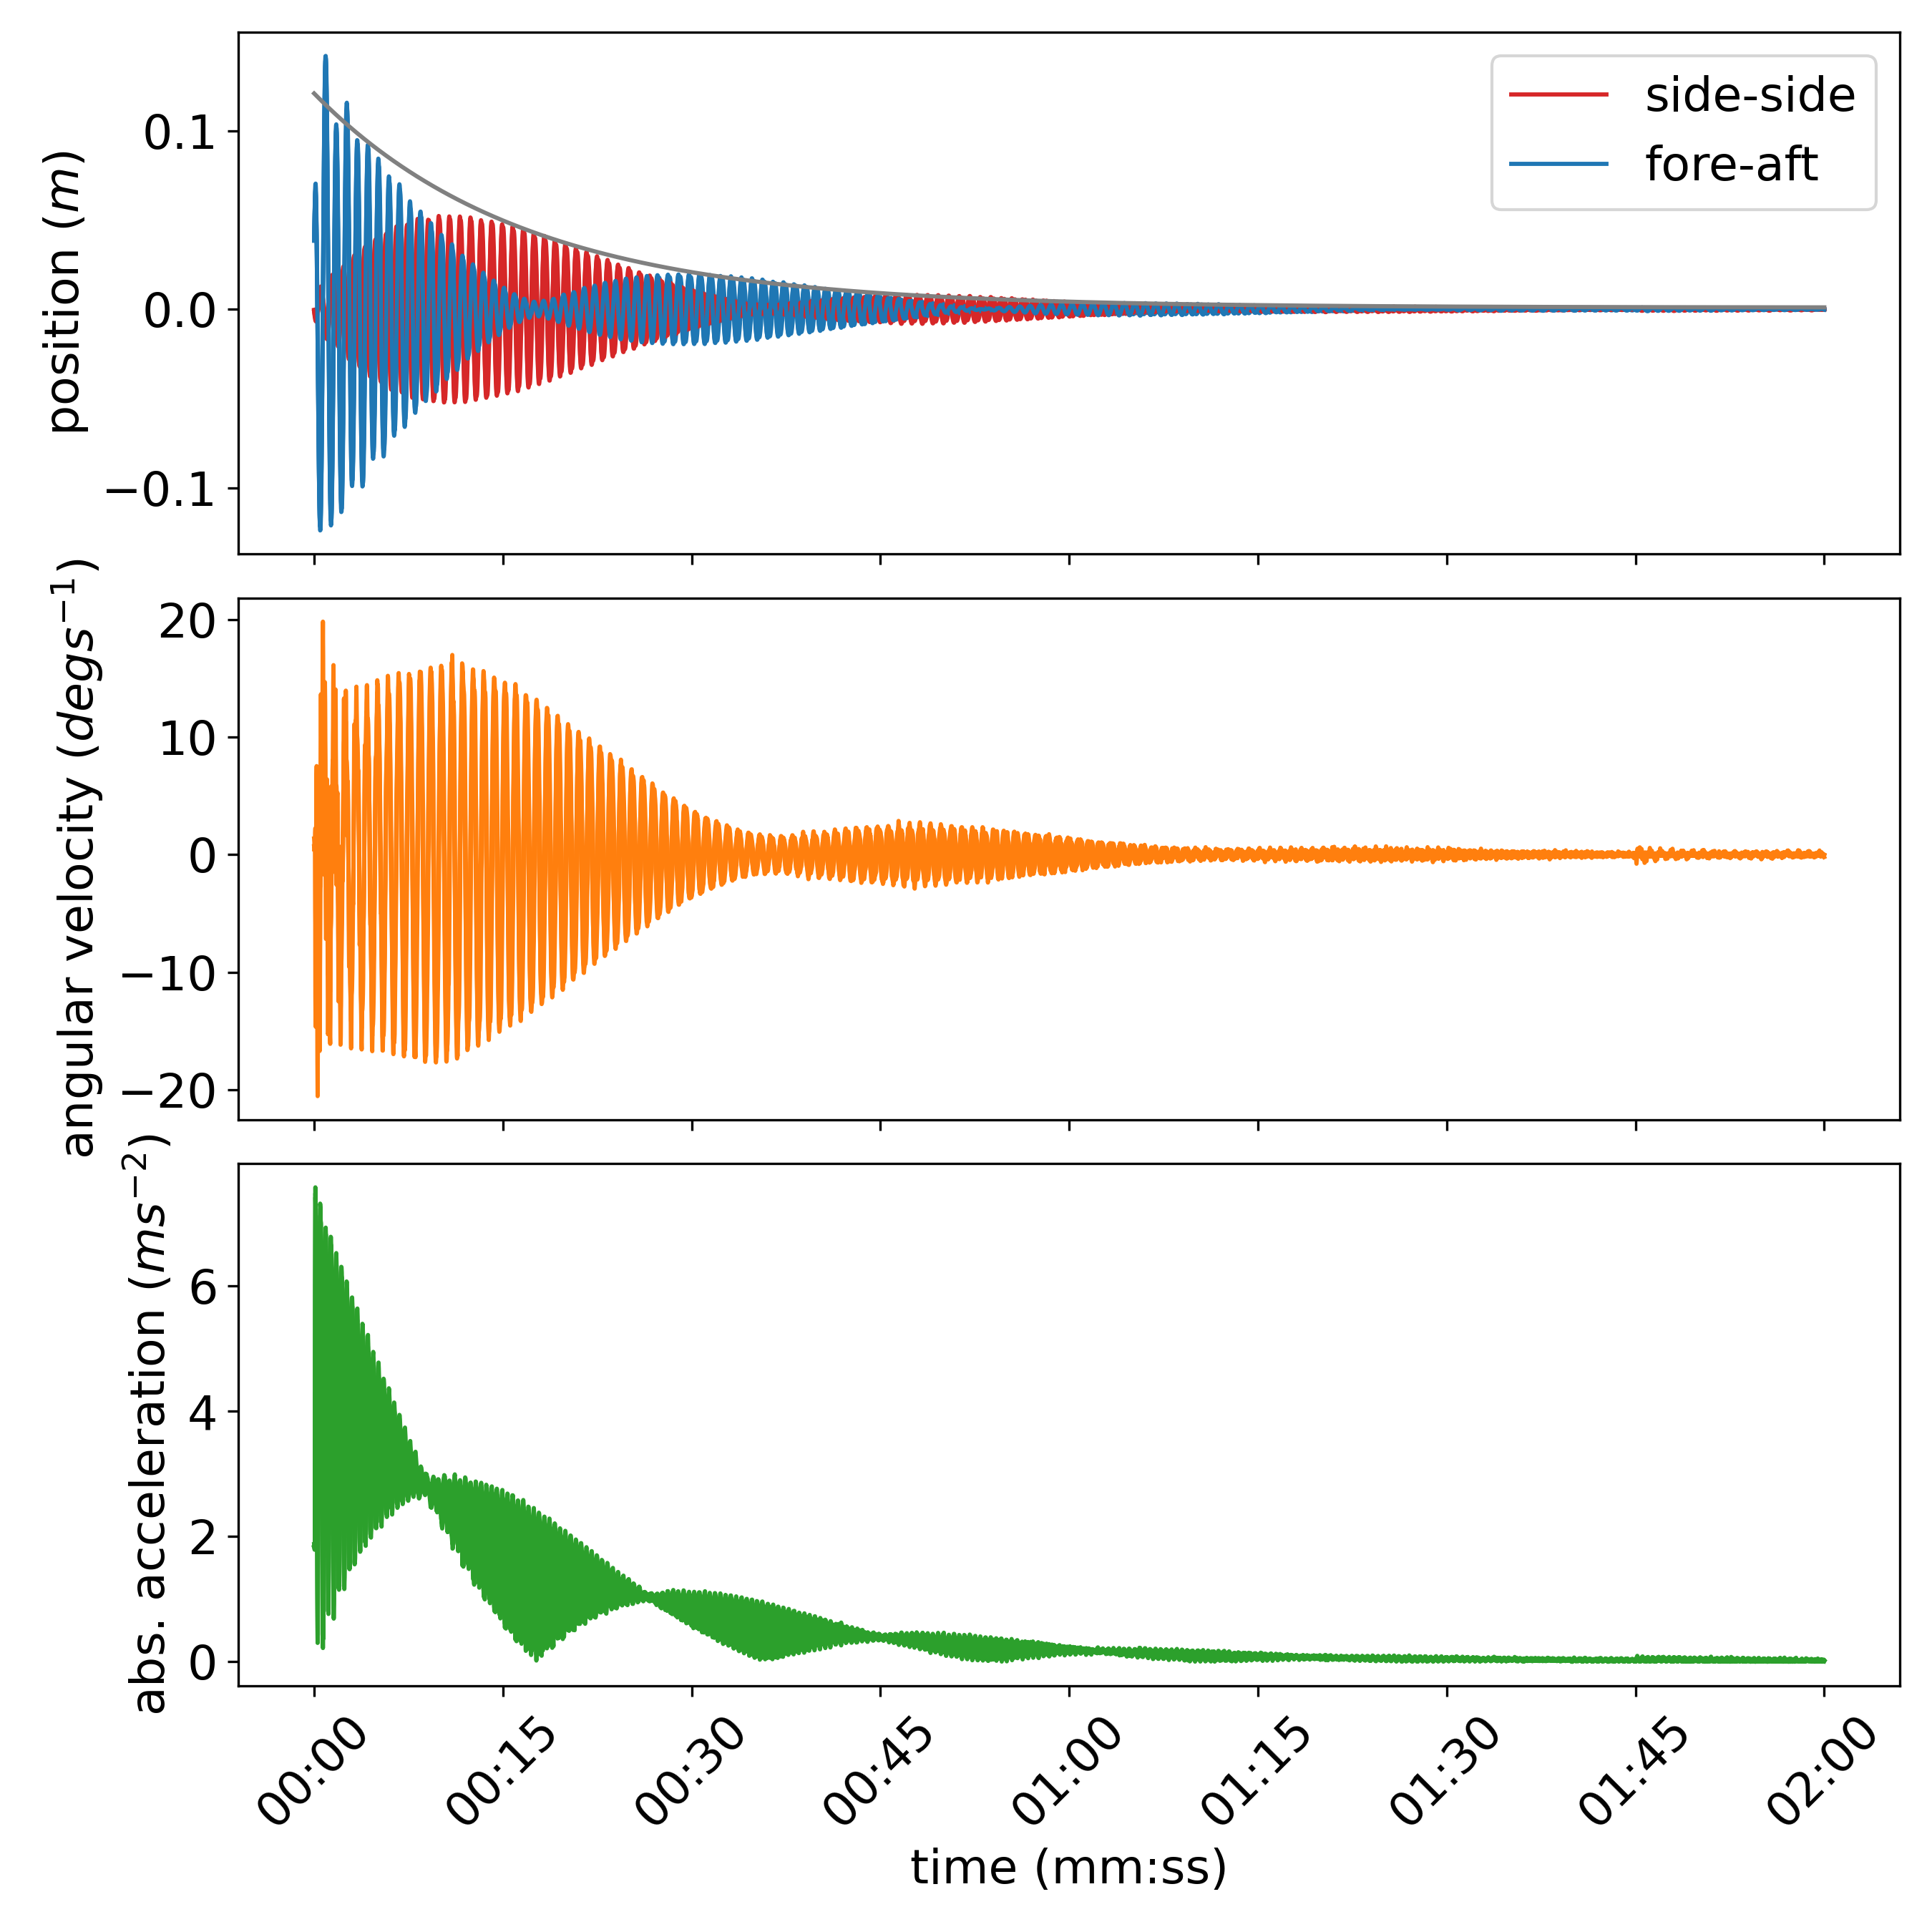 side-side
fore-aft
position (m)
0.1
0.0
−0.1
angular velocity (degs⁻¹)
20
10
0
−10
−20
abs. acceleration (ms⁻²)
6
4
2
0
00:00 00:15 00:30 00:45 01:00 01:15 01:30 01:45 02:00
time (mm:ss)